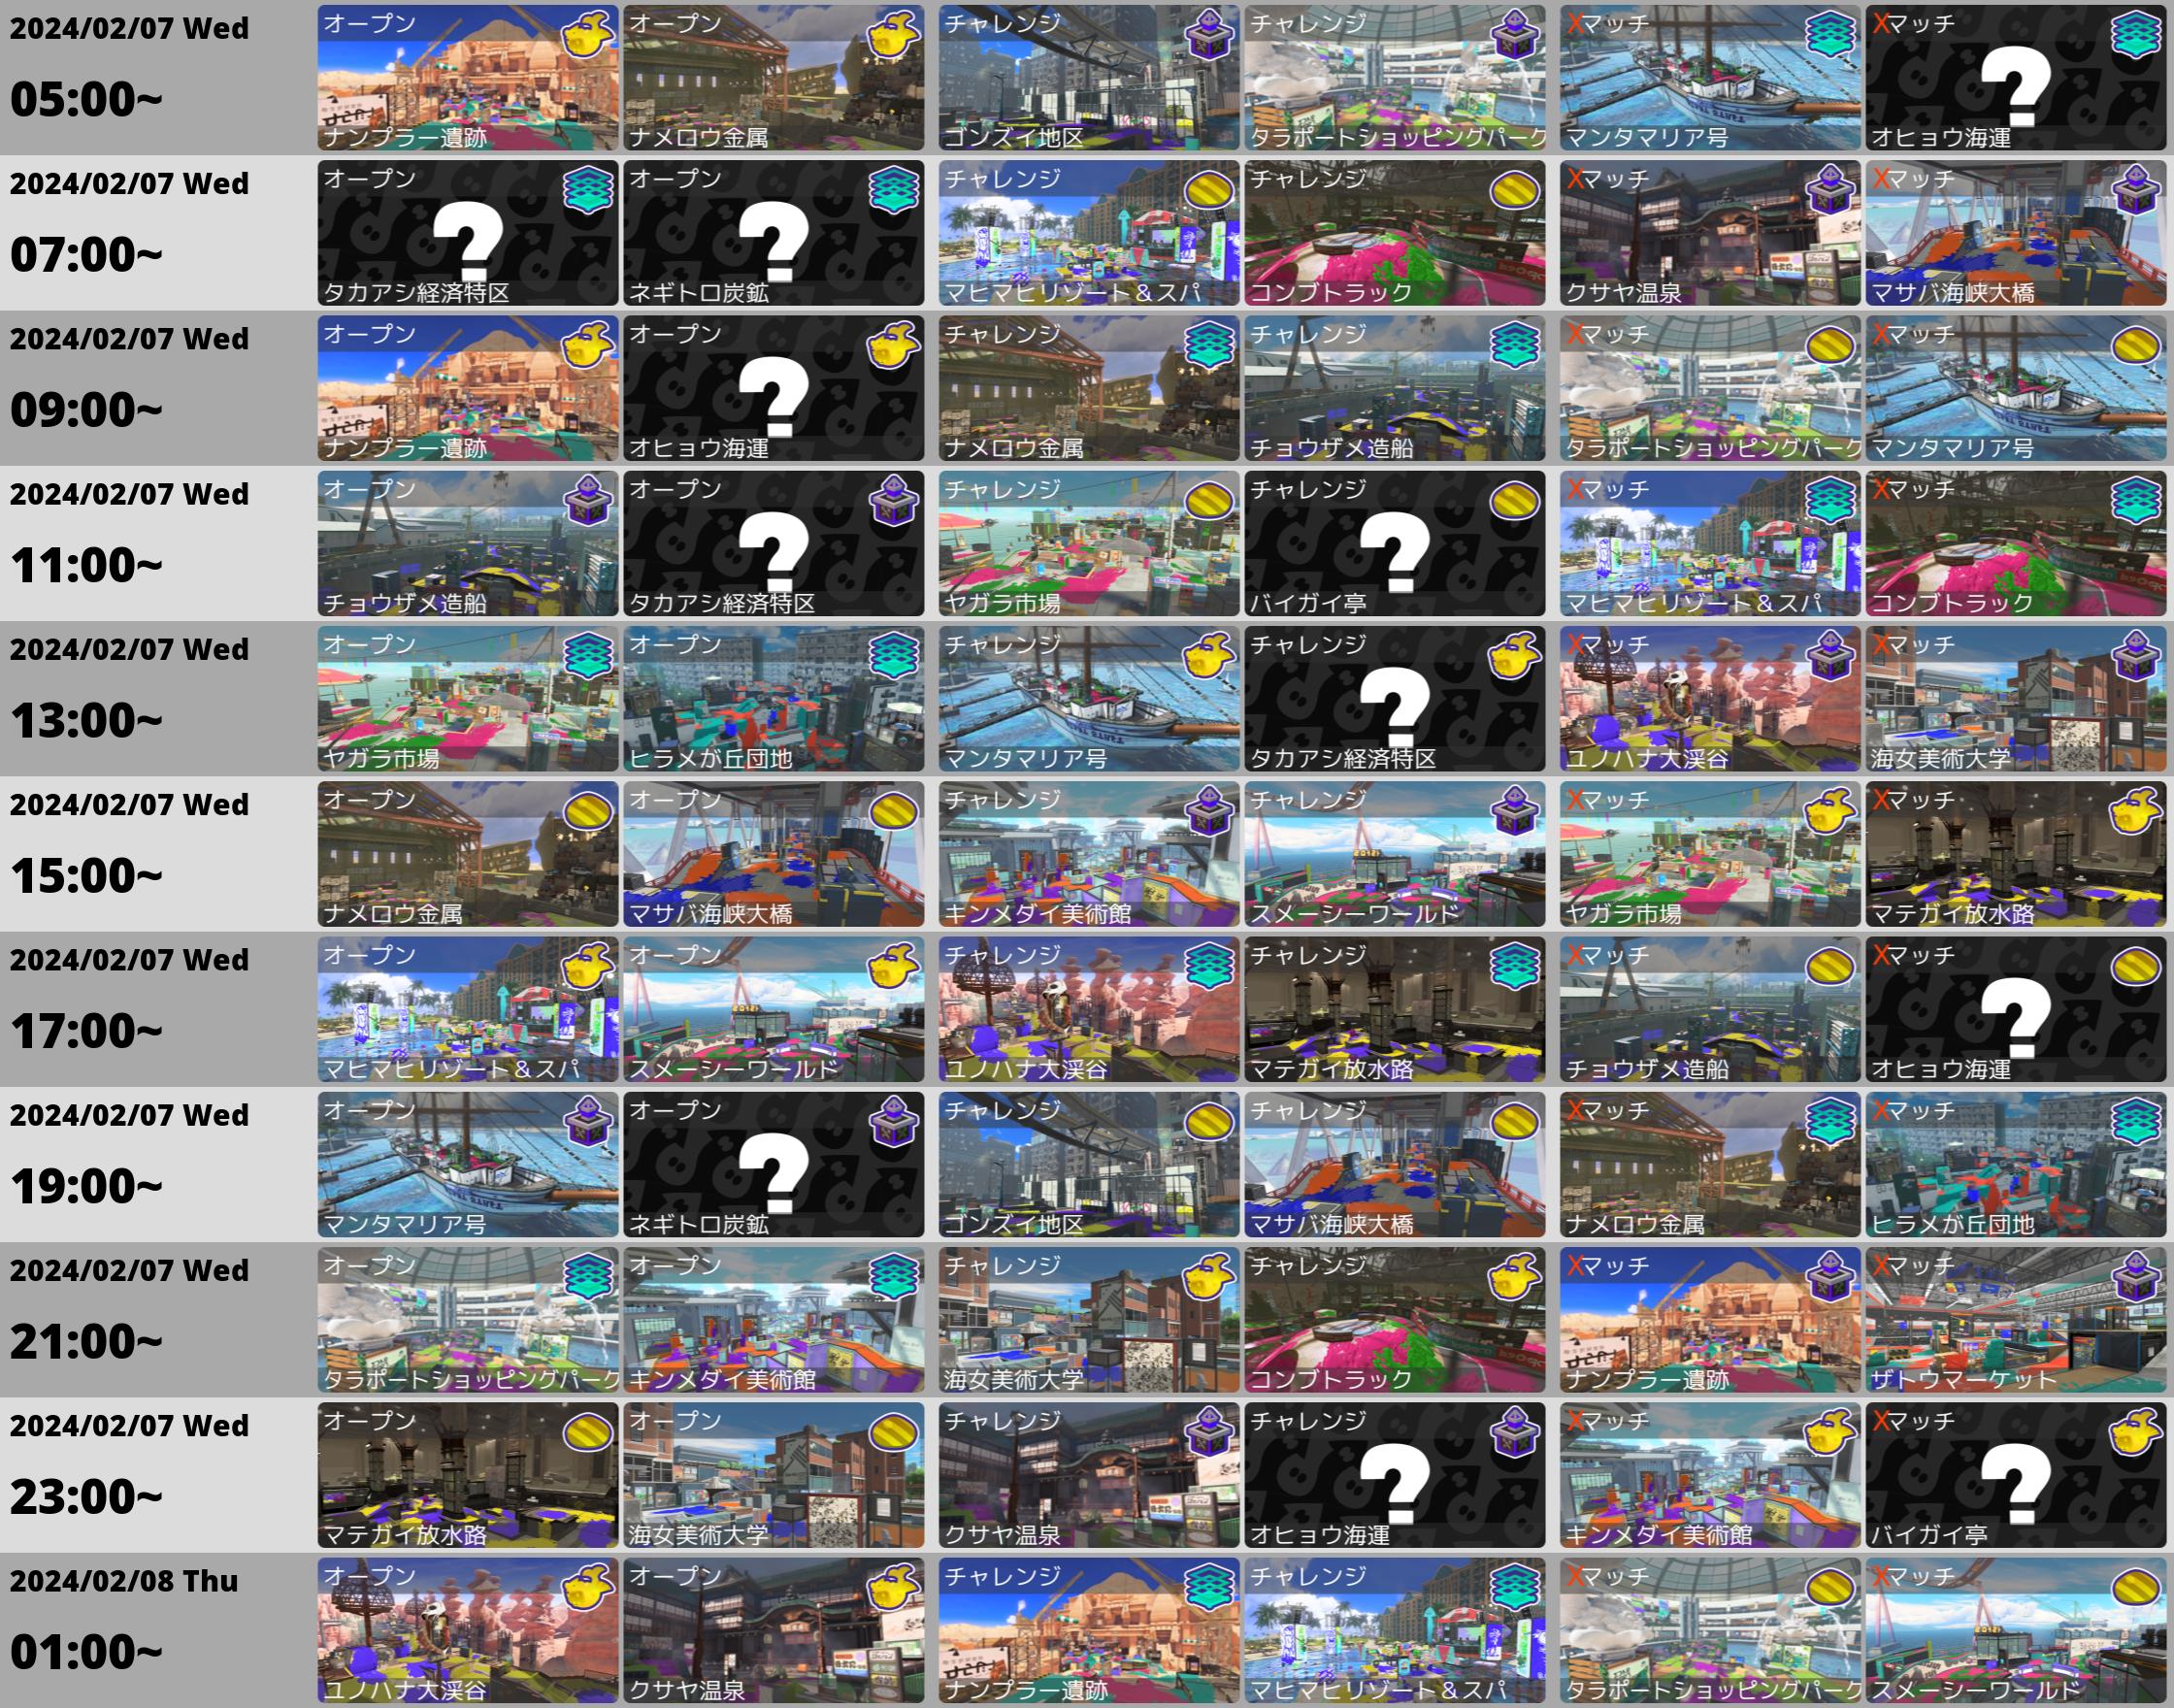 2024/02/07 Wed
05:00~
オープン
ナンプラー遺跡
オープン
ナメロウ金属
チャレンジ
ゴンズイ地区
チャレンジ
タラポートショッピングパーク
Xマッチ
マンタマリア号
Xマッチ
オヒョウ海運
2024/02/07 Wed
07:00~
オープン
タカアシ経済特区
オープン
ネギトロ炭鉱
チャレンジ
マヒマヒリゾート&スパ
チャレンジ
コンブトラック
Xマッチ
クサヤ温泉
Xマッチ
マサバ海峡大橋
2024/02/07 Wed
09:00~
オープン
ナンプラー遺跡
オープン
オヒョウ海運
チャレンジ
ナメロウ金属
チャレンジ
チョウザメ造船
Xマッチ
タラポートショッピングパーク
Xマッチ
マンタマリア号
2024/02/07 Wed
11:00~
オープン
チョウザメ造船
オープン
タカアシ経済特区
チャレンジ
ヤガラ市場
チャレンジ
バイガイ亭
Xマッチ
マヒマヒリゾート&スパ
Xマッチ
コンブトラック
2024/02/07 Wed
13:00~
オープン
ヤガラ市場
オープン
ヒラメが丘団地
チャレンジ
マンタマリア号
チャレンジ
タカアシ経済特区
Xマッチ
ユノハナ大渓谷
Xマッチ
海女美術大学
2024/02/07 Wed
15:00~
オープン
ナメロウ金属
オープン
マサバ海峡大橋
チャレンジ
キンメダイ美術館
チャレンジ
スメーシーワールド
Xマッチ
ヤガラ市場
Xマッチ
マテガイ放水路
2024/02/07 Wed
17:00~
オープン
マヒマヒリゾート&スパ
オープン
スメーシーワールド
チャレンジ
ユノハナ大渓谷
チャレンジ
マテガイ放水路
Xマッチ
チョウザメ造船
Xマッチ
オヒョウ海運
2024/02/07 Wed
19:00~
オープン
マンタマリア号
オープン
ネギトロ炭鉱
チャレンジ
ゴンズイ地区
チャレンジ
マサバ海峡大橋
Xマッチ
ナメロウ金属
Xマッチ
ヒラメが丘団地
2024/02/07 Wed
21:00~
オープン
タラポートショッピングパーク
オープン
キンメダイ美術館
チャレンジ
海女美術大学
チャレンジ
コンブトラック
Xマッチ
ナンプラー遺跡
Xマッチ
ザトウマーケット
2024/02/07 Wed
23:00~
オープン
マテガイ放水路
オープン
海女美術大学
チャレンジ
クサヤ温泉
チャレンジ
オヒョウ海運
Xマッチ
キンメダイ美術館
Xマッチ
バイガイ亭
2024/02/08 Thu
01:00~
オープン
ユノハナ大渓谷
オープン
クサヤ温泉
チャレンジ
ナンプラー遺跡
チャレンジ
マヒマヒリゾート&スパ
Xマッチ
タラポートショッピングパーク
Xマッチ
スメーシーワールド